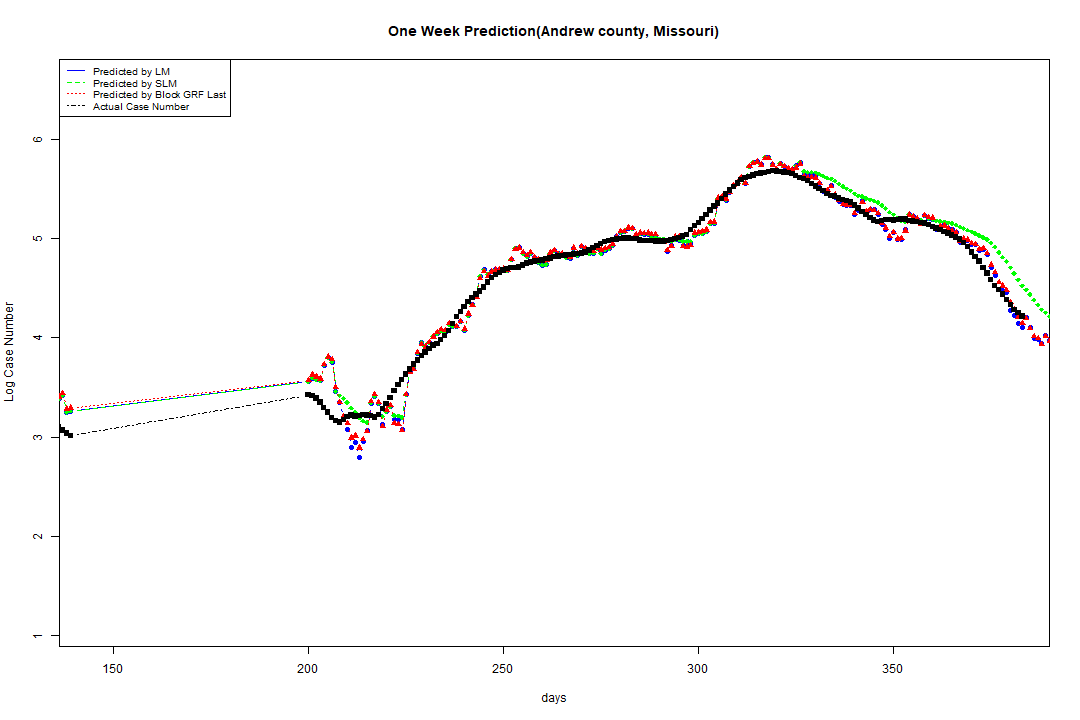 One Week Prediction(Andrew county, Missouri)
Predicted by LM
Predicted by SLM
Predicted by Block GRF Last
Actual Case Number
Log Case Number
6
5
4
3
2
1
150 200 250 300 350
days